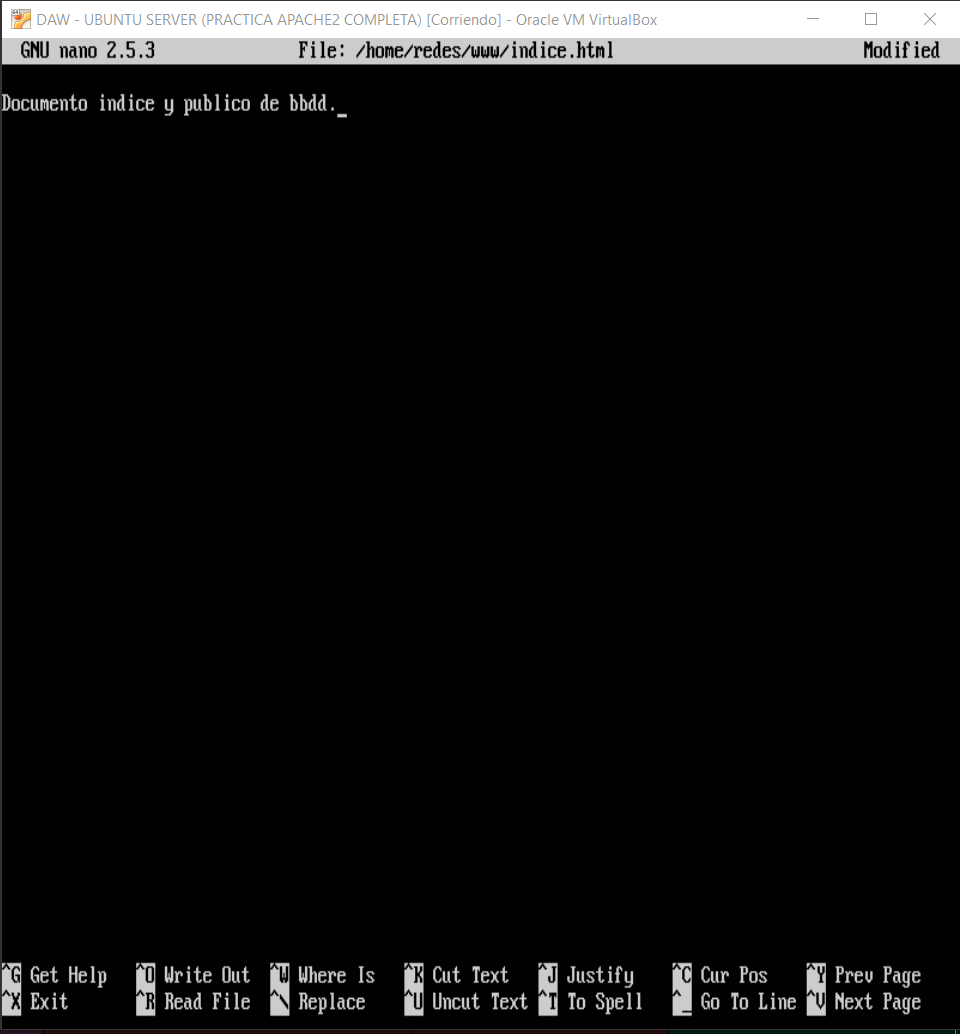 DAW - UBUNTU SERVER (PRACTICA APACHE2 COMPLETA) [Corriendo] - Oracle VM VirtualBox
GNU nano 2.5.3 File: /home/redes/www/indice.html Modified
Documento indice y publico de bbdd._
^G Get Help ^O Write Out ^W Where Is ^K Cut Text ^J Justify ^C Cur Pos ^Y Prev Page
^X Exit ^R Read File ^\ Replace ^U Uncut Text ^T To Spell ^_ Go To Line ^V Next Page